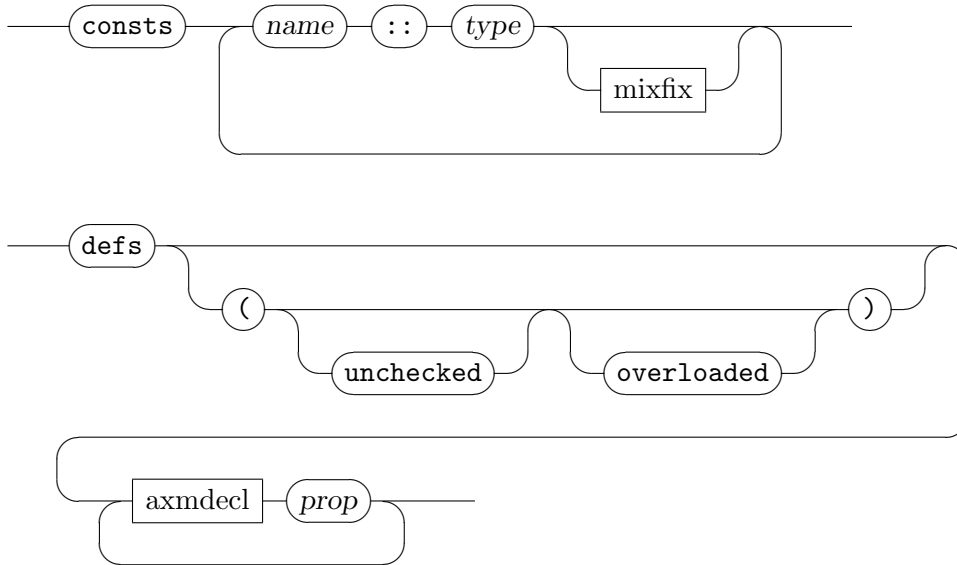 consts name :: type
mixfix
defs
( )
unchecked overloaded
axmdecl prop